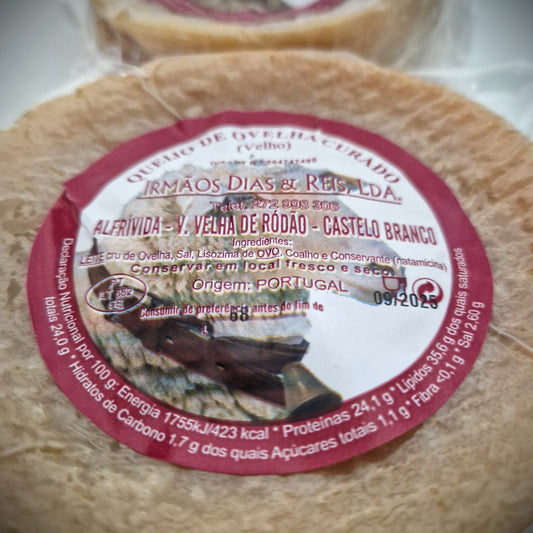 QUEIJO DE OVELHA CURADO
(Velho)
IRMÃOS DIAS & REIS, LDA.
Telef. 272 998 306
ALFRÍVIDA - V. VELHA DE RÓDÃO - CASTELO BRANCO
Ingredientes:
LEITE cru de Ovelha, Sal, Lisozima de OVO, Coalho e Conservante (natamicina)
Conservar em local fresco e seco.
Origem: PORTUGAL
PT
CE
09/2025
Consumir de preferência antes do fim de
L 68
Declaração Nutricional por 100 g: Energia 1755kJ/423 kcal * Proteínas 24,1 g * Lípidos 35,6 g dos quais saturados
totais 24,0 g * Hidratos de Carbono 1,7 g dos quais Açúcares totais 1,1 g * Fibra <0,1 g * Sal 2,60 g